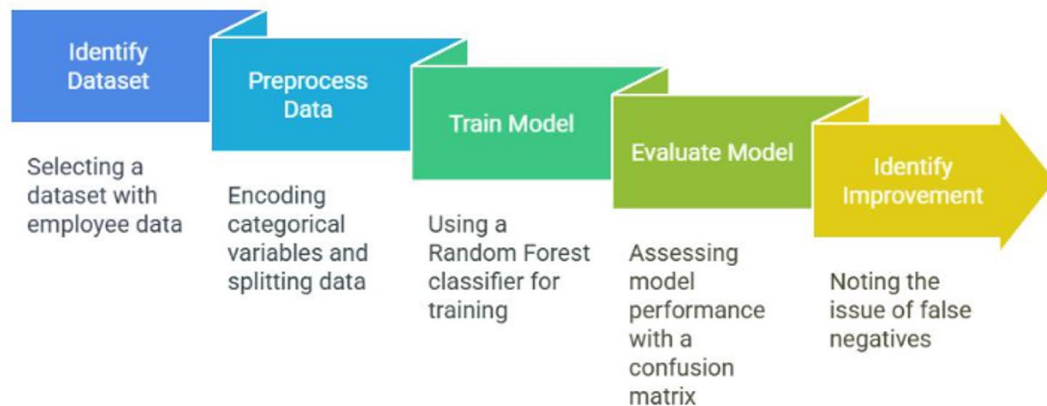 Identify
Dataset
Selecting a
dataset with
employee data
Preprocess
Data
Encoding
categorical
variables and
splitting data
Train Model
Using a
Random Forest
classifier for
training
Evaluate Model
Assessing
model
performance
with a
confusion
matrix
Identify
Improvement
Noting the
issue of false
negatives